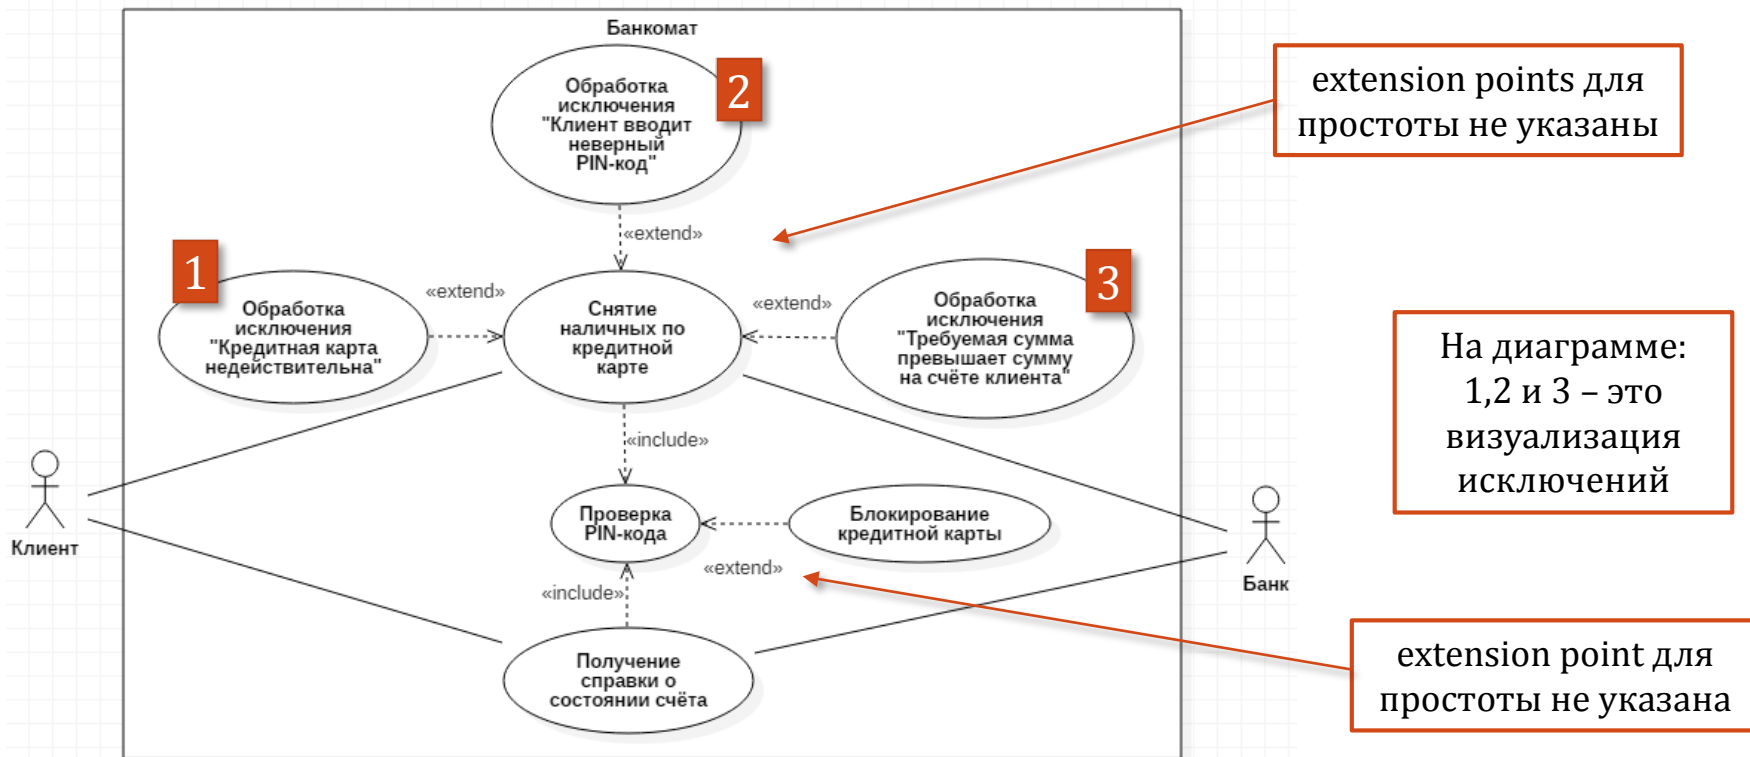 Банкомат
Обработка
исключения
"Клиент вводит
неверный
PIN-код"
2
extension points для
простоты не указаны
«extend»
1
Обработка
исключения
"Кредитная карта
недействительна"
«extend»
Снятие
наличных по
кредитной
карте
«extend»
3
Обработка
исключения
"Требуемая сумма
превышает сумму
на счёте клиента"
На диаграмме:
1,2 и 3 – это
визуализация
исключений
«include»
Клиент
Проверка
PIN-кода
Блокирование
кредитной карты
«extend»
Банк
«include»
Получение
справки о
состоянии счёта
extension point для
простоты не указана